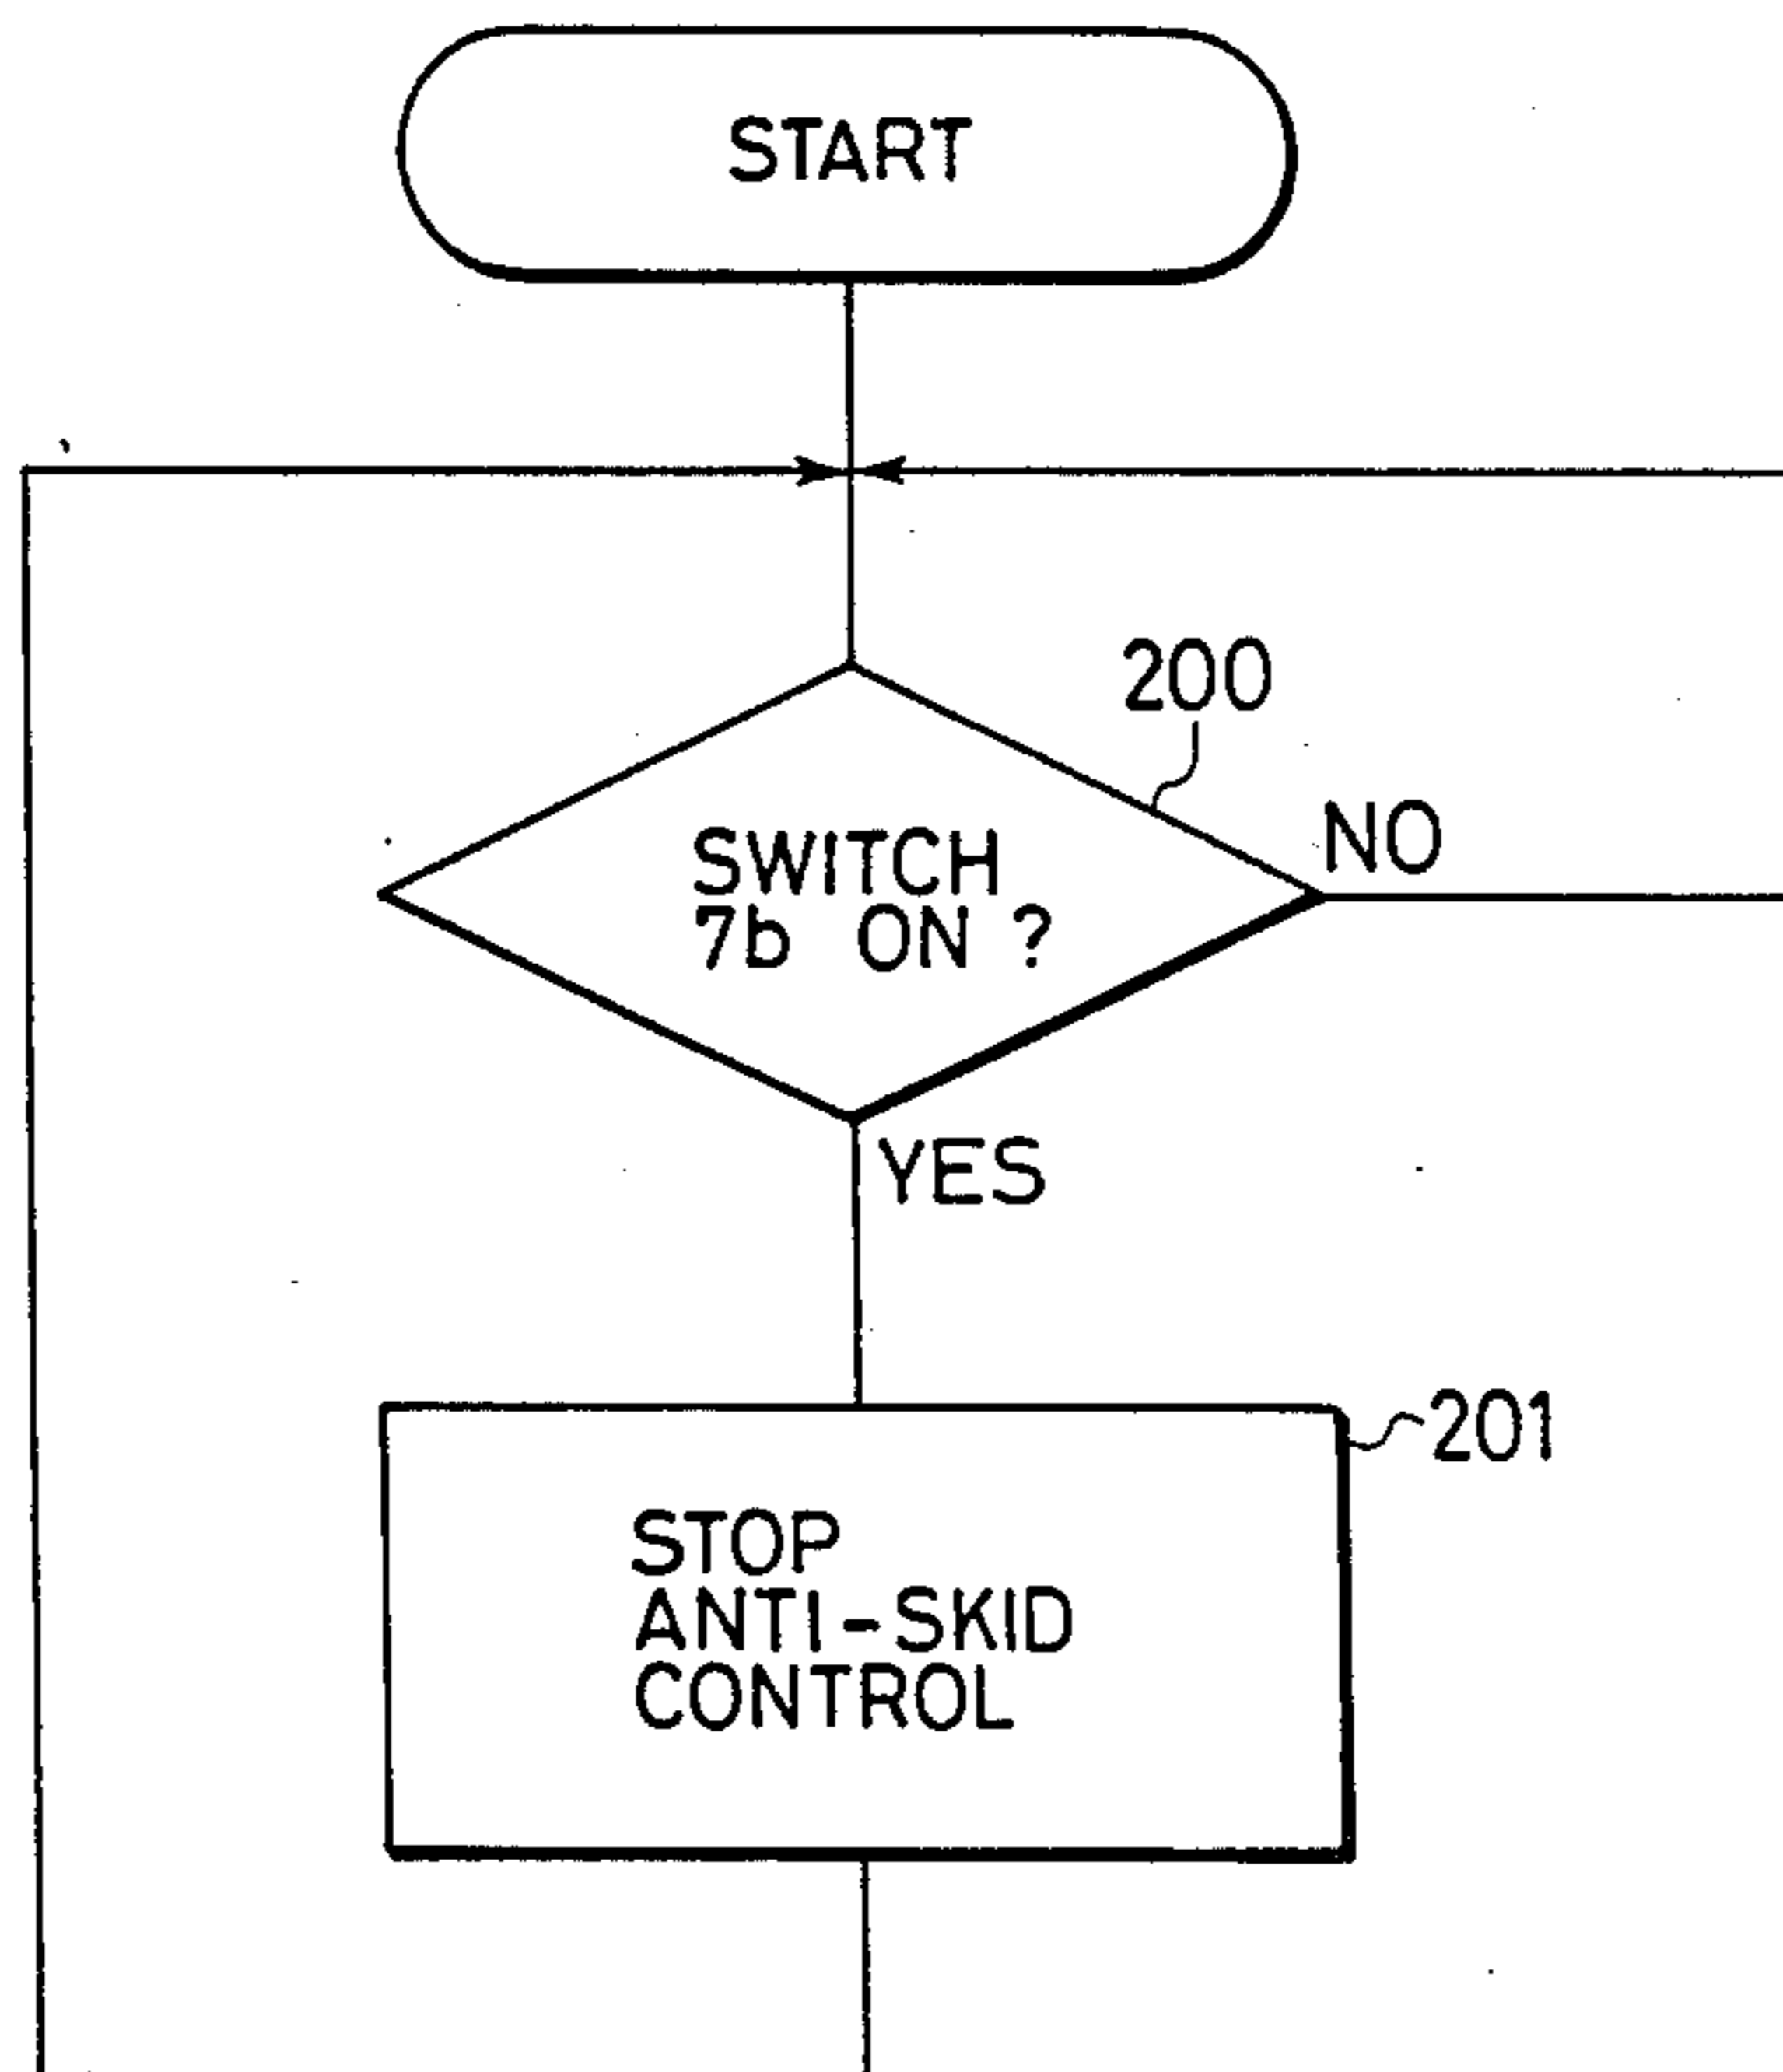 START
200
NO
SWITCH
7b ON ?
YES
201
STOP
ANTI-SKID
CONTROL